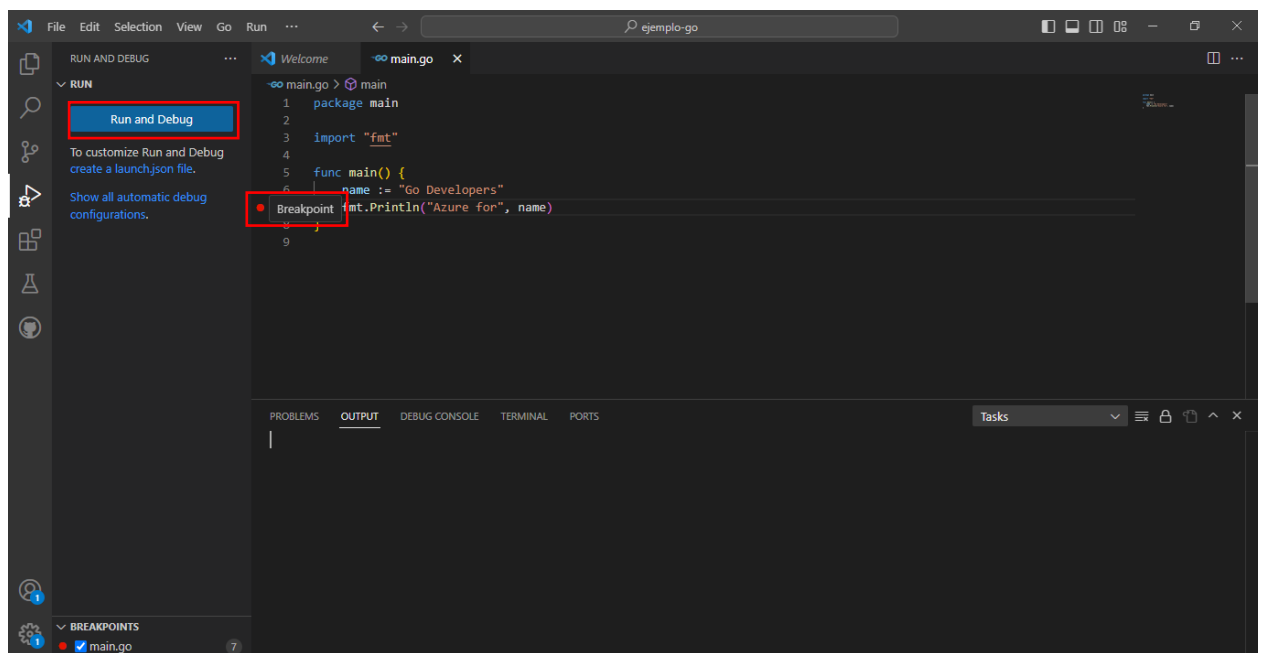 File Edit Selection View Go Run ··· ejemplo-go
RUN AND DEBUG ···
RUN
Run and Debug
To customize Run and Debug
create a launch.json file.
Show all automatic debug
configurations.
Welcome main.go
main.go > main
1 package main
2
3 import "fmt"
4
5 func main() {
6 name := "Go Developers"
Breakpoint fmt.Println("Azure for", name)
8 }
9
PROBLEMS OUTPUT DEBUG CONSOLE TERMINAL PORTS Tasks
1
1
BREAKPOINTS
main.go 7